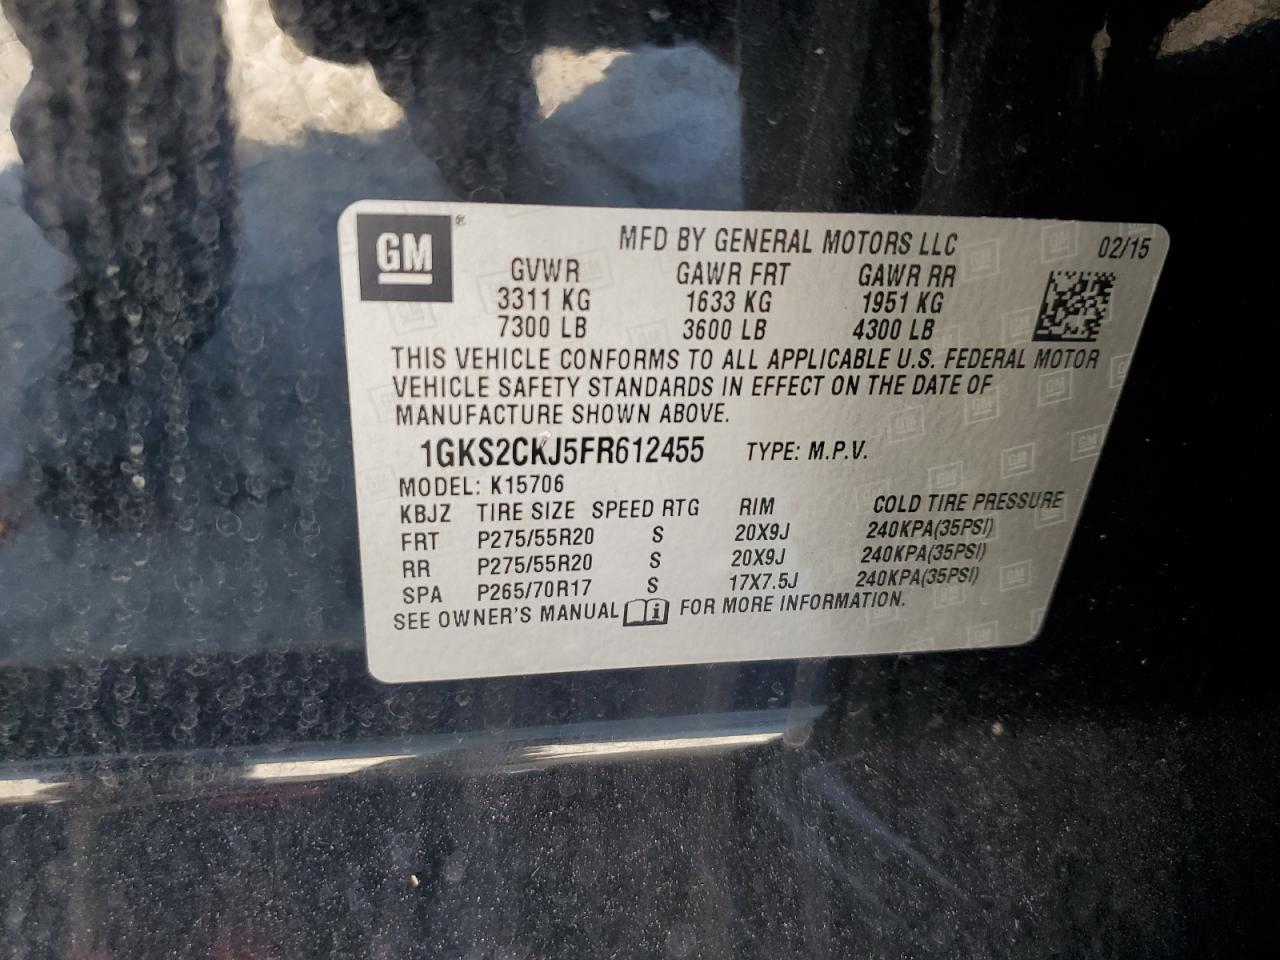 GM ®
MFD BY GENERAL MOTORS LLC 02/15
GVWR GAWR FRT GAWR RR
3311 KG 1633 KG 1951 KG
7300 LB 3600 LB 4300 LB
THIS VEHICLE CONFORMS TO ALL APPLICABLE U.S. FEDERAL MOTOR
VEHICLE SAFETY STANDARDS IN EFFECT ON THE DATE OF
MANUFACTURE SHOWN ABOVE.
1GKS2CKJ5FR612455 TYPE: M.P.V.
MODEL: K15706
KBJZ TIRE SIZE SPEED RTG RIM COLD TIRE PRESSURE
FRT P275/55R20 S 20X9J 240KPA(35PSI)
RR P275/55R20 S 20X9J 240KPA(35PSI)
SPA P265/70R17 S 17X7.5J 240KPA(35PSI)
SEE OWNER'S MANUAL i FOR MORE INFORMATION.